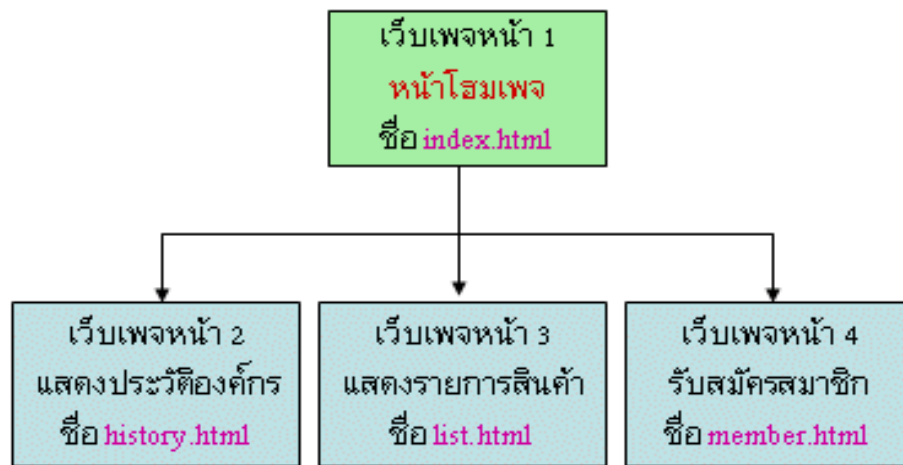 เว็บเพจหน้า 1
หน้าโฮมเพจ
ชื่อ index.html
เว็บเพจหน้า 2
แสดงประวัติองค์กร
ชื่อ history.html
เว็บเพจหน้า 3
แสดงรายการสินค้า
ชื่อ list.html
เว็บเพจหน้า 4
รับสมัครสมาชิก
ชื่อ member.html